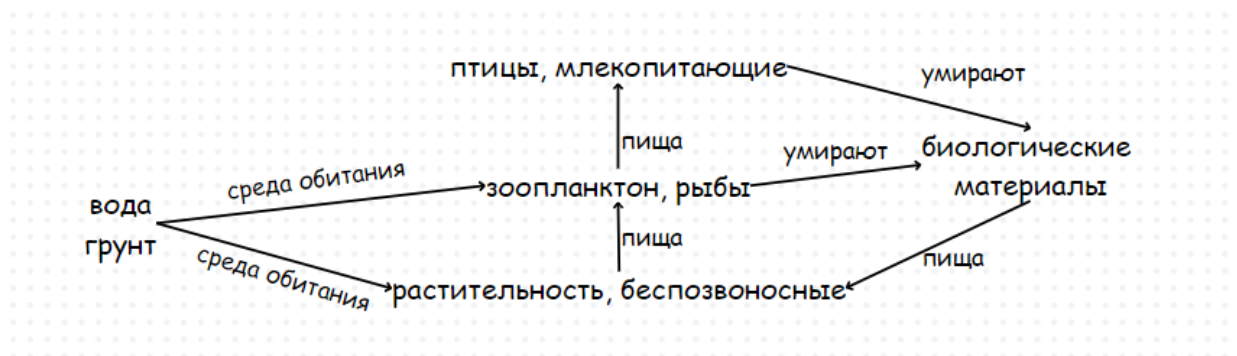 птицы, млекопитающие
умирают
пища
умирают
биологические
материалы
среда обитания
зоопланктон, рыбы
вода
грунт
пища
среда обитания
пища
растительность, беспозвоносные